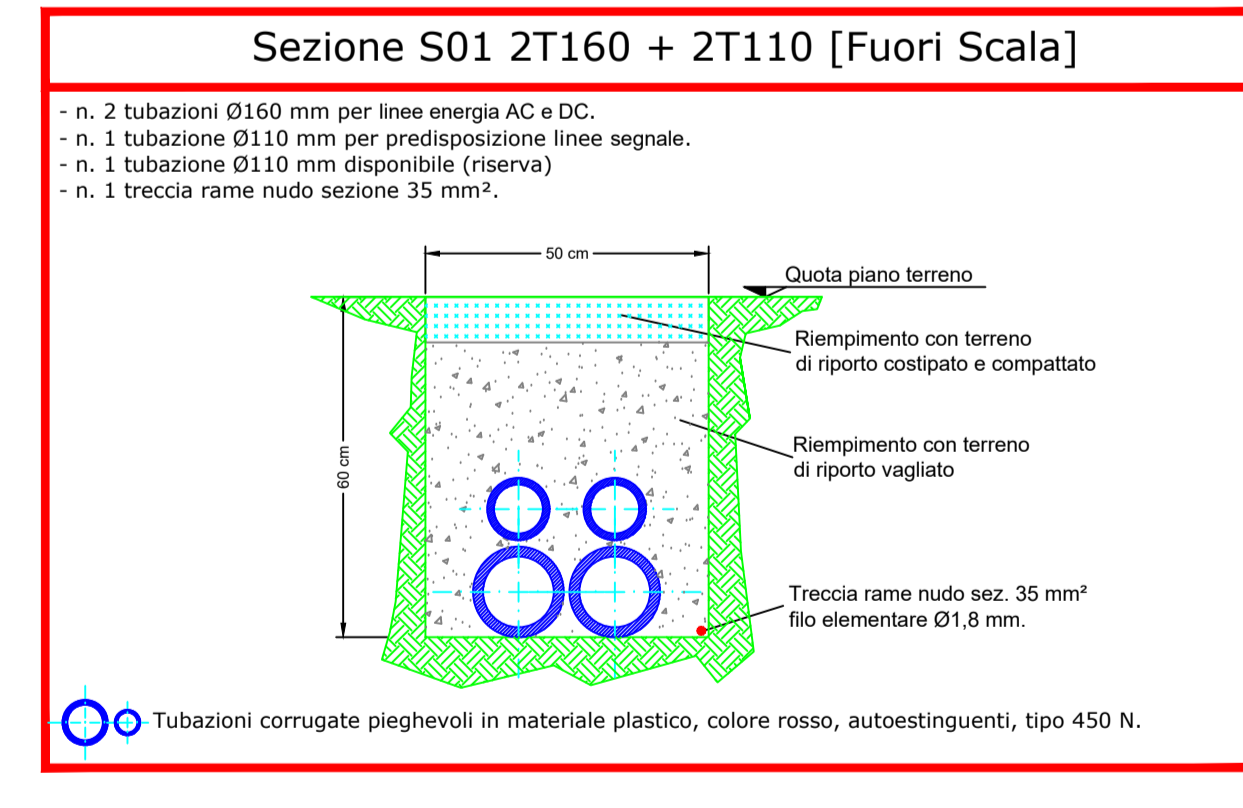 Sezione S01 2T160 + 2T110 [Fuori Scala]
- n. 2 tubazioni Ø160 mm per linee energia AC e DC.
- n. 1 tubazione Ø110 mm per predisposizione linee segnale.
- n. 1 tubazione Ø110 mm disponibile (riserva)
- n. 1 treccia rame nudo sezione 35 mm².
50 cm
Quota piano terreno
Riempimento con terreno
di riporto costipato e compattato
Riempimento con terreno
di riporto vagliato
60 cm
Treccia rame nudo sez. 35 mm²
filo elementare Ø1,8 mm.
Tubazioni corrugate pieghevoli in materiale plastico, colore rosso, autoestinguenti, tipo 450 N.